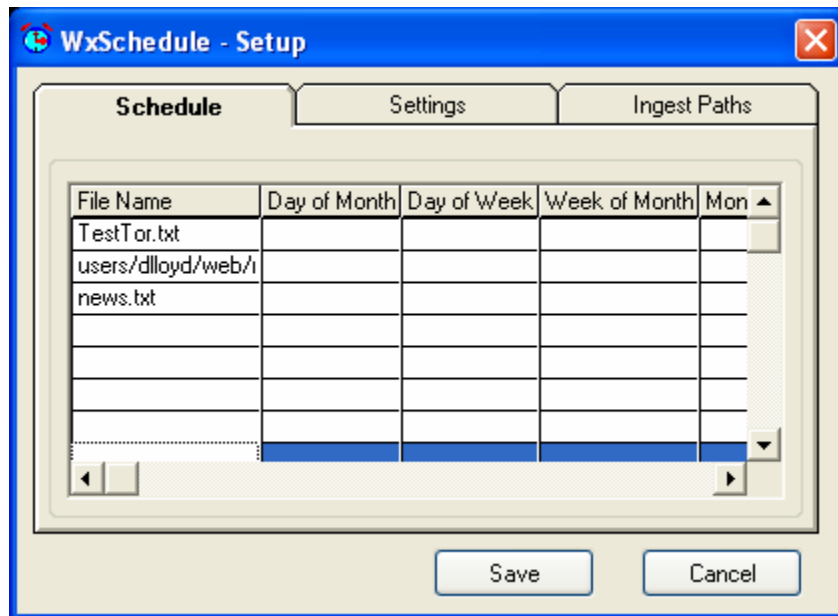 WxSchedule - Setup
Schedule Settings Ingest Paths
File Name Day of Month Day of Week Week of Month Mon
TestTor.txt
users/dlloyd/web/
news.txt
Save Cancel